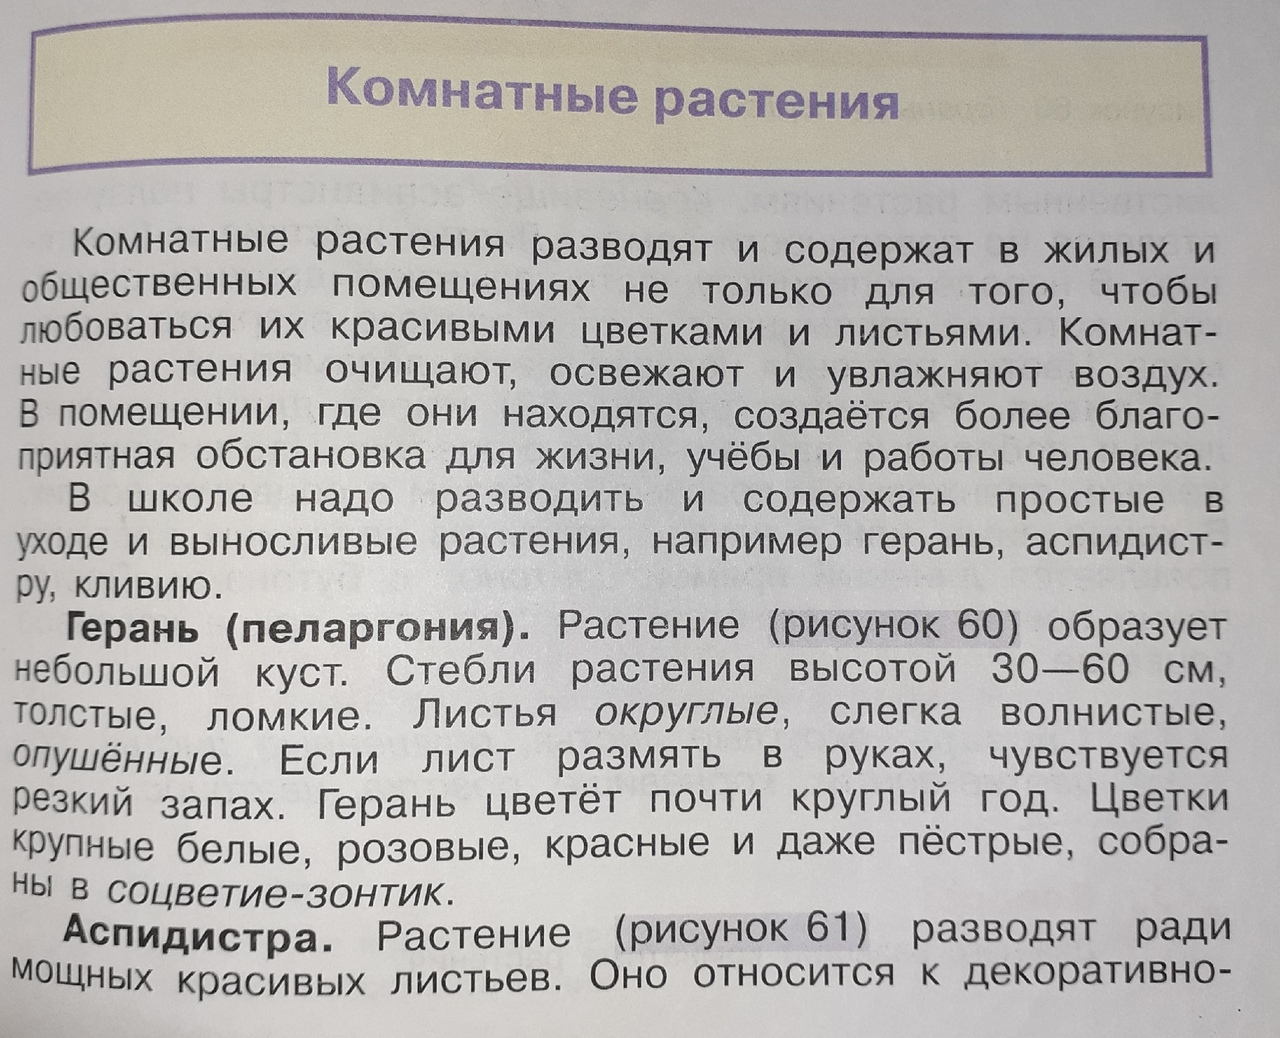 Комнатные растения
Комнатные растения разводят и содержат в жилых и
общественных помещениях не только для того, чтобы
любоваться их красивыми цветками и листьями. Комнат-
ные растения очищают, освежают и увлажняют воздух.
В помещении, где они находятся, создаётся более благо-
приятная обстановка для жизни, учёбы и работы человека.
В школе надо разводить и содержать простые в
уходе и выносливые растения, например герань, аспидист-
ру, кливию.
Герань (пеларгония). Растение (рисунок 60) образует
небольшой куст. Стебли растения высотой 30—60 см,
толстые, ломкие. Листья округлые, слегка волнистые,
опушённые. Если лист размять в руках, чувствуется
резкий запах. Герань цветёт почти круглый год. Цветки
крупные белые, розовые, красные и даже пёстрые, собра-
ны в соцветие-зонтик.
Аспидистра. Растение (рисунок 61) разводят ради
мощных красивых листьев. Оно относится к декоративно-